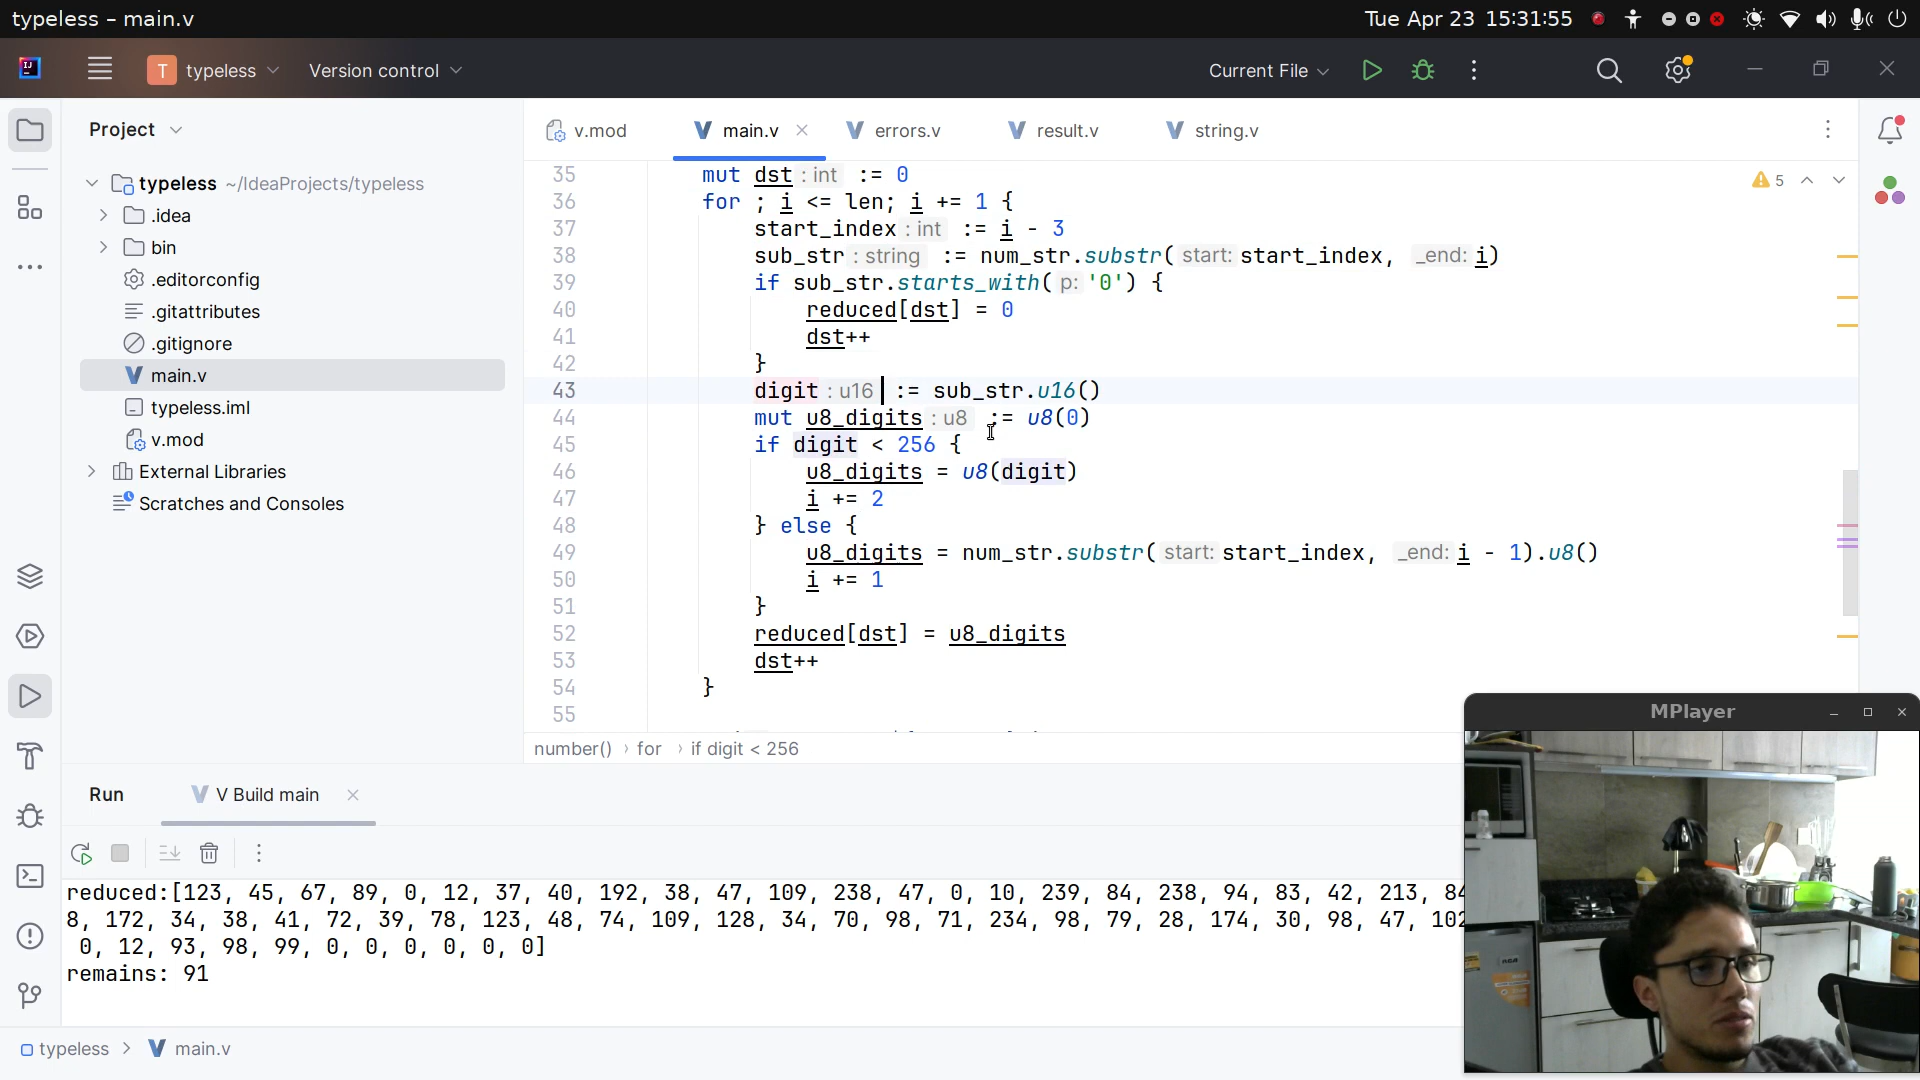 typeless – main.v
Tue Apr 23 15:31:55
T typeless
Version control
Current File
Project
v.mod
main.v
errors.v
result.v
string.v
typeless ~/IdeaProjects/typeless
.idea
bin
.editorconfig
.gitattributes
.gitignore
main.v
typeless.iml
v.mod
External Libraries
Scratches and Consoles
5
35 mut dst : int := 0
36 for ; i <= len; i += 1 {
37 start_index : int := i - 3
38 sub_str : string := num_str.substr( start: start_index, _end: i)
39 if sub_str.starts_with( p: '0') {
40 reduced[dst] = 0
41 dst++
42 }
43 digit : u16 := sub_str.u16()
44 mut u8_digits : u8 := u8(0)
45 if digit < 256 {
46 u8_digits = u8(digit)
47 i += 2
48 } else {
49 u8_digits = num_str.substr( start: start_index, _end: i - 1).u8()
50 i += 1
51 }
52 reduced[dst] = u8_digits
53 dst++
54 }
55
number() › for › if digit < 256
Run
V Build main
reduced:[123, 45, 67, 89, 0, 12, 37, 40, 192, 38, 47, 109, 238, 47, 0, 10, 239, 84, 238, 94, 83, 42, 213, 84
8, 172, 34, 38, 41, 72, 39, 78, 123, 48, 74, 109, 128, 34, 70, 98, 71, 234, 98, 79, 28, 174, 30, 98, 47, 102
0, 12, 93, 98, 99, 0, 0, 0, 0, 0, 0]
remains: 91
MPlayer
typeless > main.v